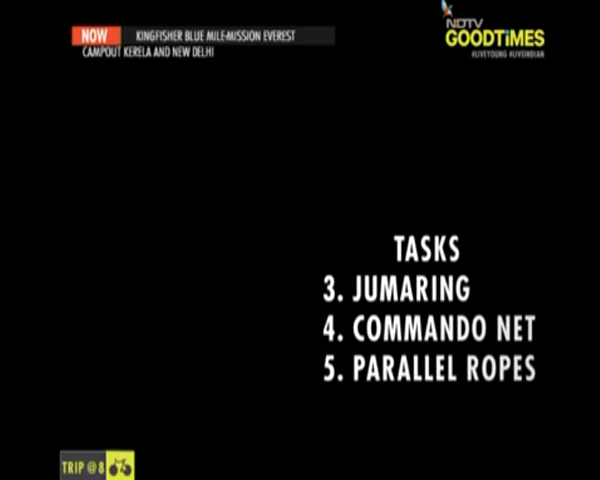 NOW KINGFISHER BLUE MILE-MISSION EVEREST
CAMPOUT KERELA AND NEW DELHI
NDTV
GOODTiMES
#LIVEYOUNG #LIVEINDIAN
TASKS
3. JUMARING
4. COMMANDO NET
5. PARALLEL ROPES
TRIP @ 8